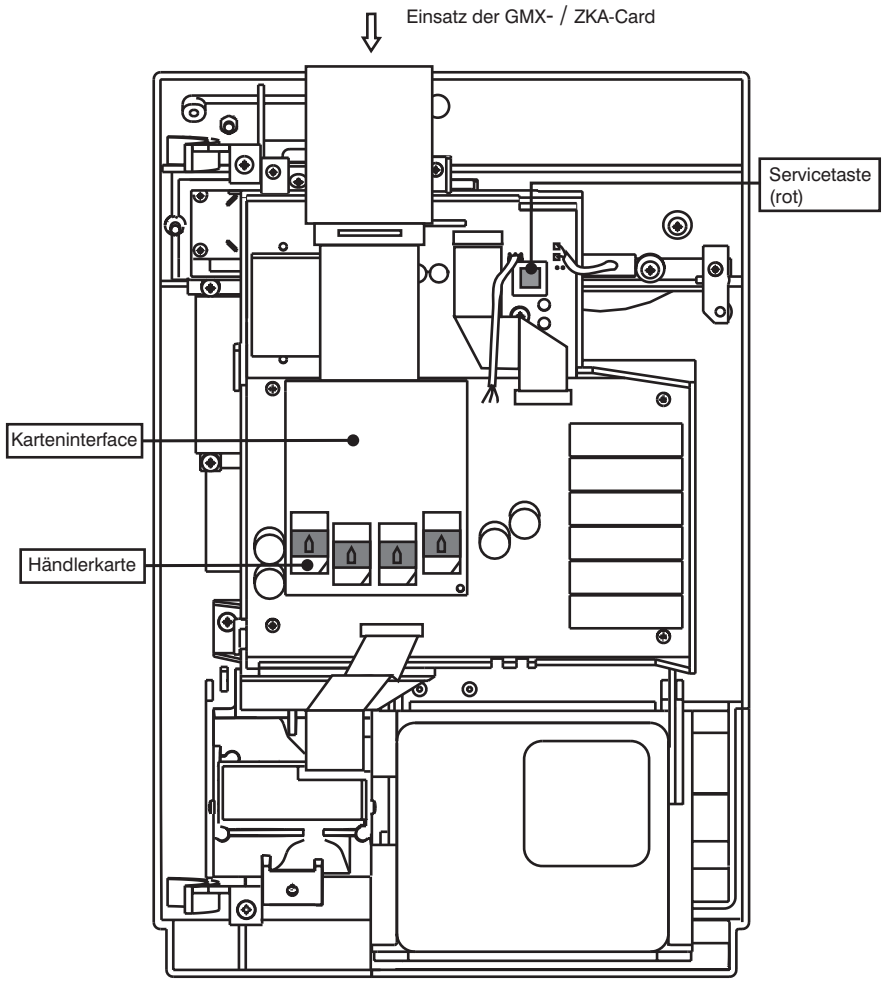 Einsatz der GMX- / ZKA-Card
Servicetaste
(rot)
Karteninterface
Händlerkarte